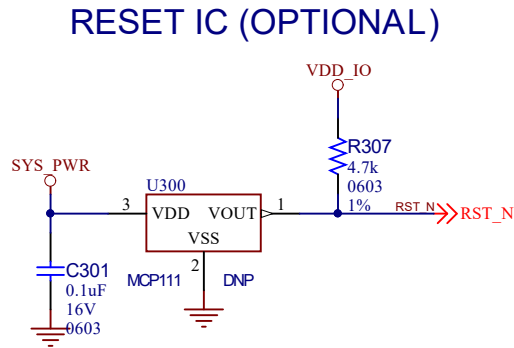 RESET IC (OPTIONAL)
VDD_IO
R307
4.7k
0603
1%
SYS_PWR
U300
3 VDD VOUT 1
VSS
2
RST_N RST_N
C301
0.1uF
16V
0603
MCP111 DNP